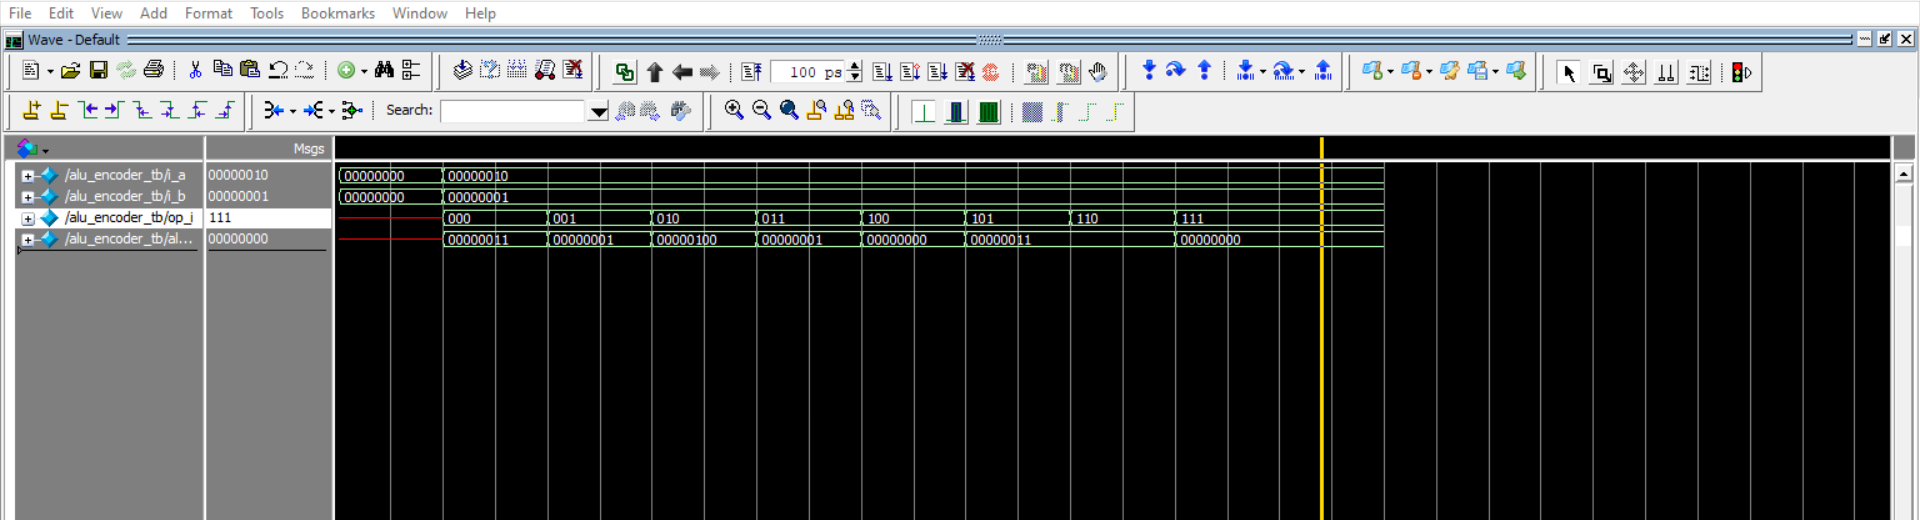 File Edit View Add Format Tools Bookmarks Window Help
Wave - Default
100 ps
Search:
Msgs
/alu_encoder_tb/i_a 00000010 00000000 00000010
/alu_encoder_tb/i_b 00000001 00000000 00000001
/alu_encoder_tb/op_i 111 000 001 010 011 100 101 110 111
/alu_encoder_tb/al... 00000000 00000011 00000001 00000100 00000001 00000000 00000011 00000000